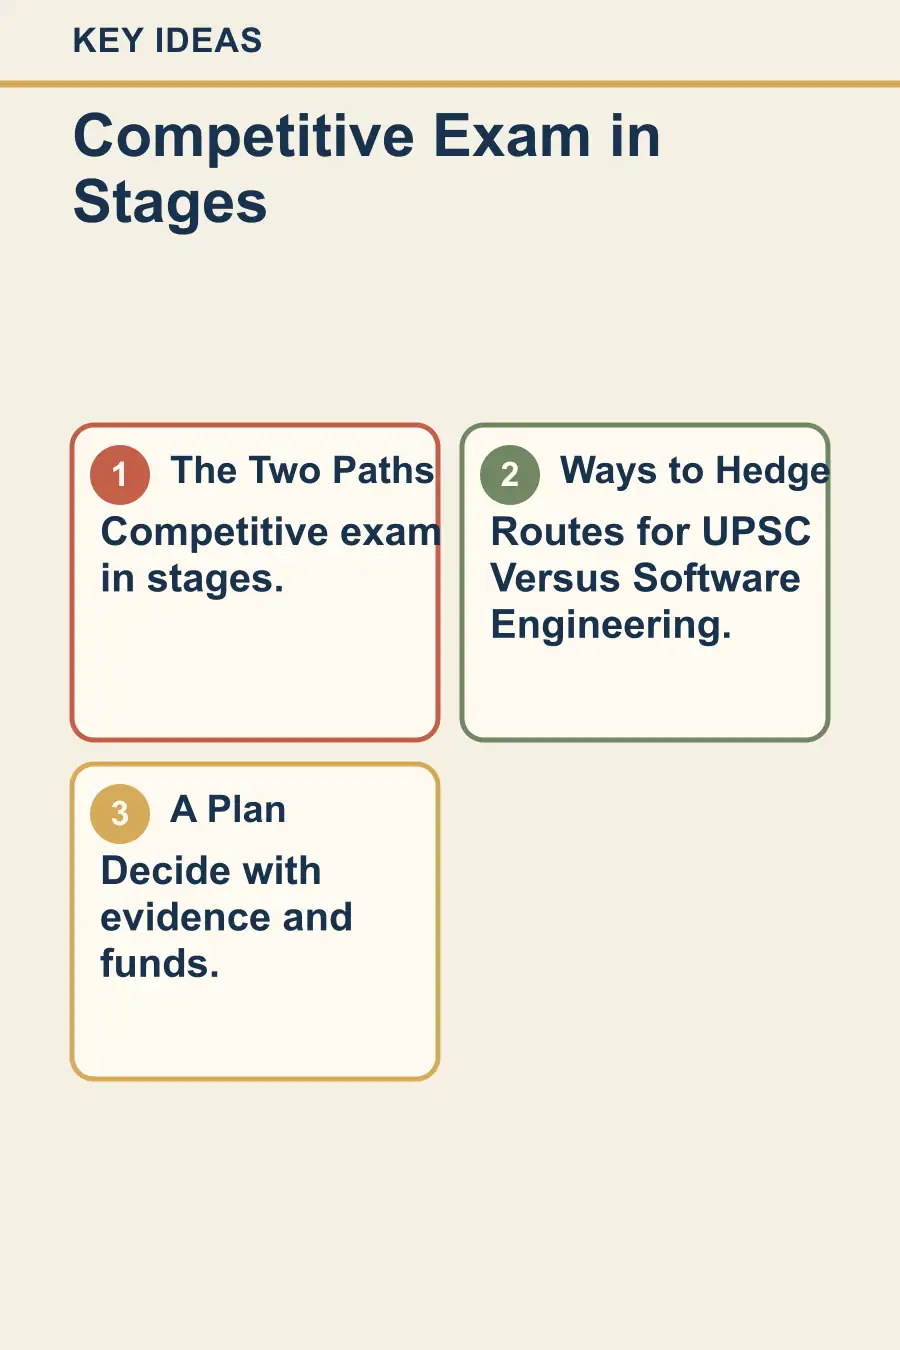 KEY IDEAS
Competitive Exam in
Stages
1 The Two Paths
Competitive exam
in stages.
2 Ways to Hedge
Routes for UPSC
Versus Software
Engineering.
3 A Plan
Decide with
evidence and
funds.